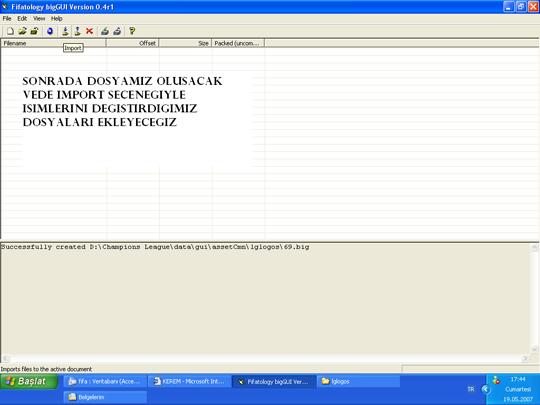 Fifatology bigGUI Version 0.4r1
File Edit View Help
Filename Offset Size Packed (uncom...
Import
SONRADA DOSYAMIZ OLUSACAK
VEDE IMPORT SECENEGIYLE
ISIMLERINI DEGISTIRDIGIMIZ
DOSYALARI EKLEYECEGIZ
Successfully created D:\Champions League\data\gui\assetCmn\lglogos\69.big
Imports files to the active document
Başlat fifa : Veritabanı (Acce... KEREM - Microsoft Int... Fifatology bigGUI Ver... lglogos
Belgelerim
TR
17:44
Cumartesi
19.05.2007